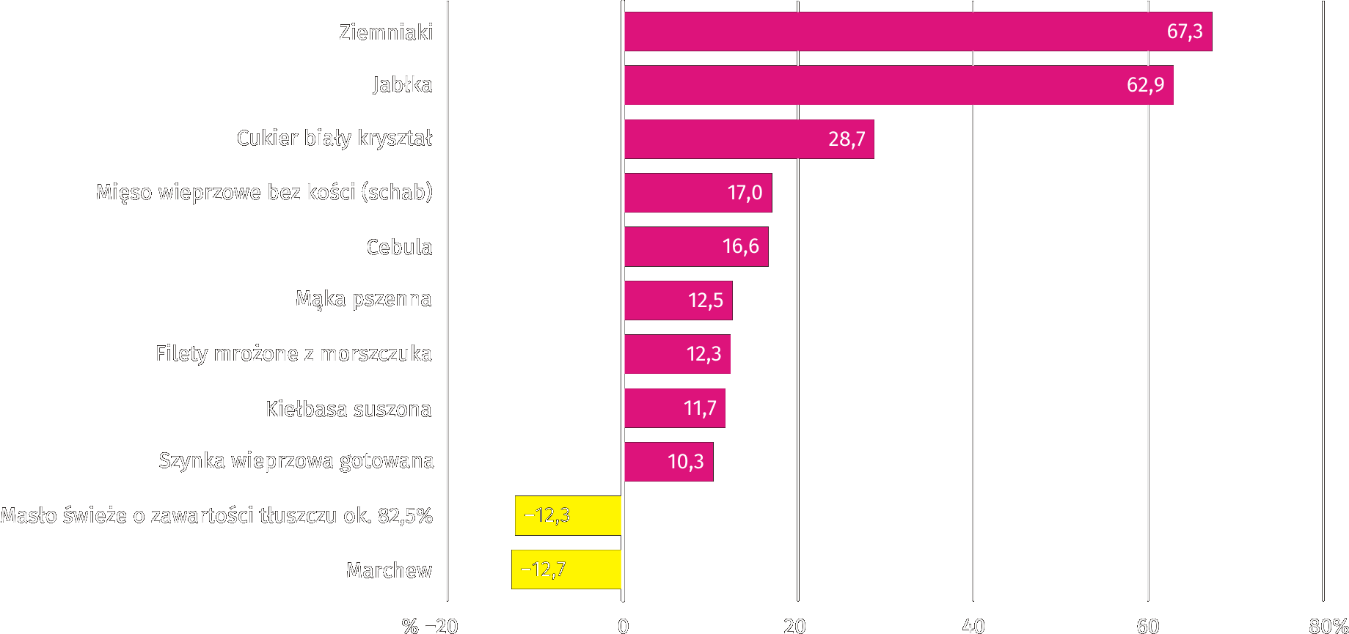 Ziemniaki 67,3
Jabłka 62,9
Cukier biały kryształ 28,7
Mięso wieprzowe bez kości (schab) 17,0
Cebula 16,6
Mąka pszenna 12,5
Filety mrożone z morszczuka 12,3
Kiełbasa suszona 11,7
Szynka wieprzowa gotowana 10,3
Masło świeże o zawartości tłuszczu ok. 82,5% −12,3
Marchew −12,7
% −20 0 20 40 60 80%